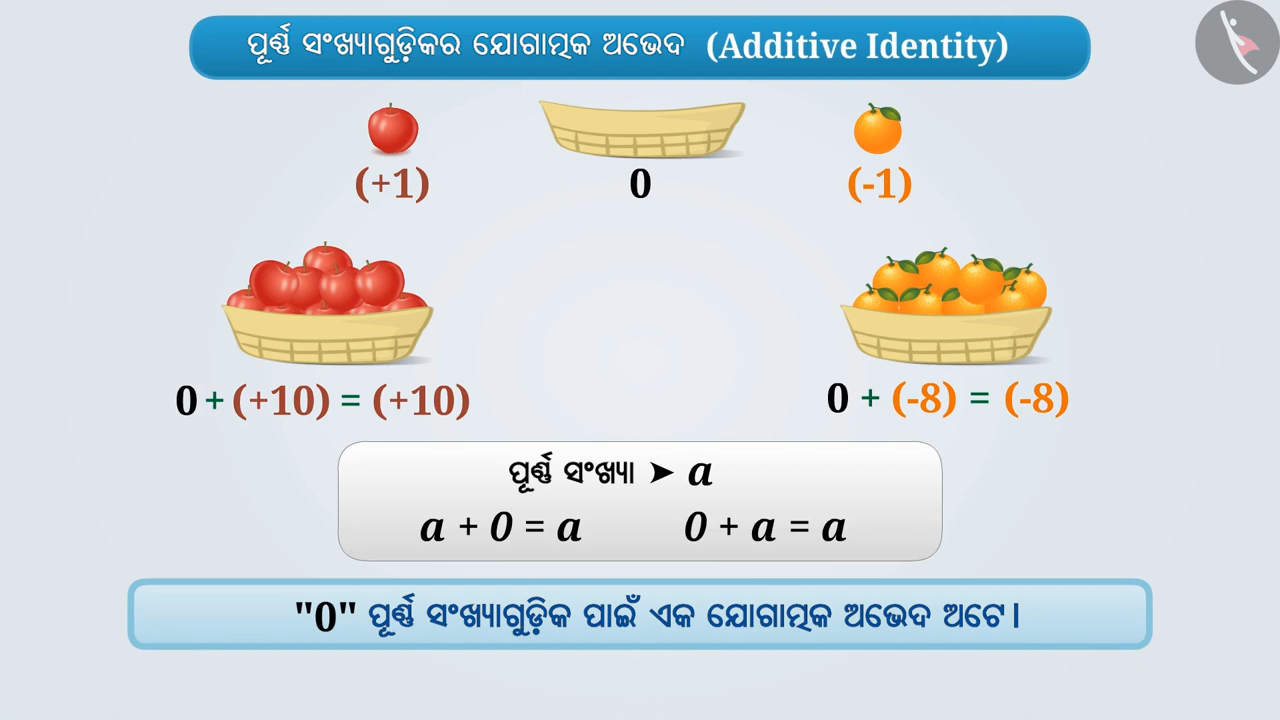 ପୂର୍ଣ୍ଣ ସଂଖ୍ୟାଗୁଡ଼ିକର ଯୋଗାତ୍ମକ ଅଭେଦ (Additive Identity)
(+1) 0 (-1)
0 + (+10) = (+10) 0 + (-8) = (-8)
ପୂର୍ଣ୍ଣ ସଂଖ୍ୟା ➤ a
a + 0 = a 0 + a = a
"0" ପୂର୍ଣ୍ଣ ସଂଖ୍ୟାଗୁଡ଼ିକ ପାଇଁ ଏକ ଯୋଗାତ୍ମକ ଅଭେଦ ଅଟେ।